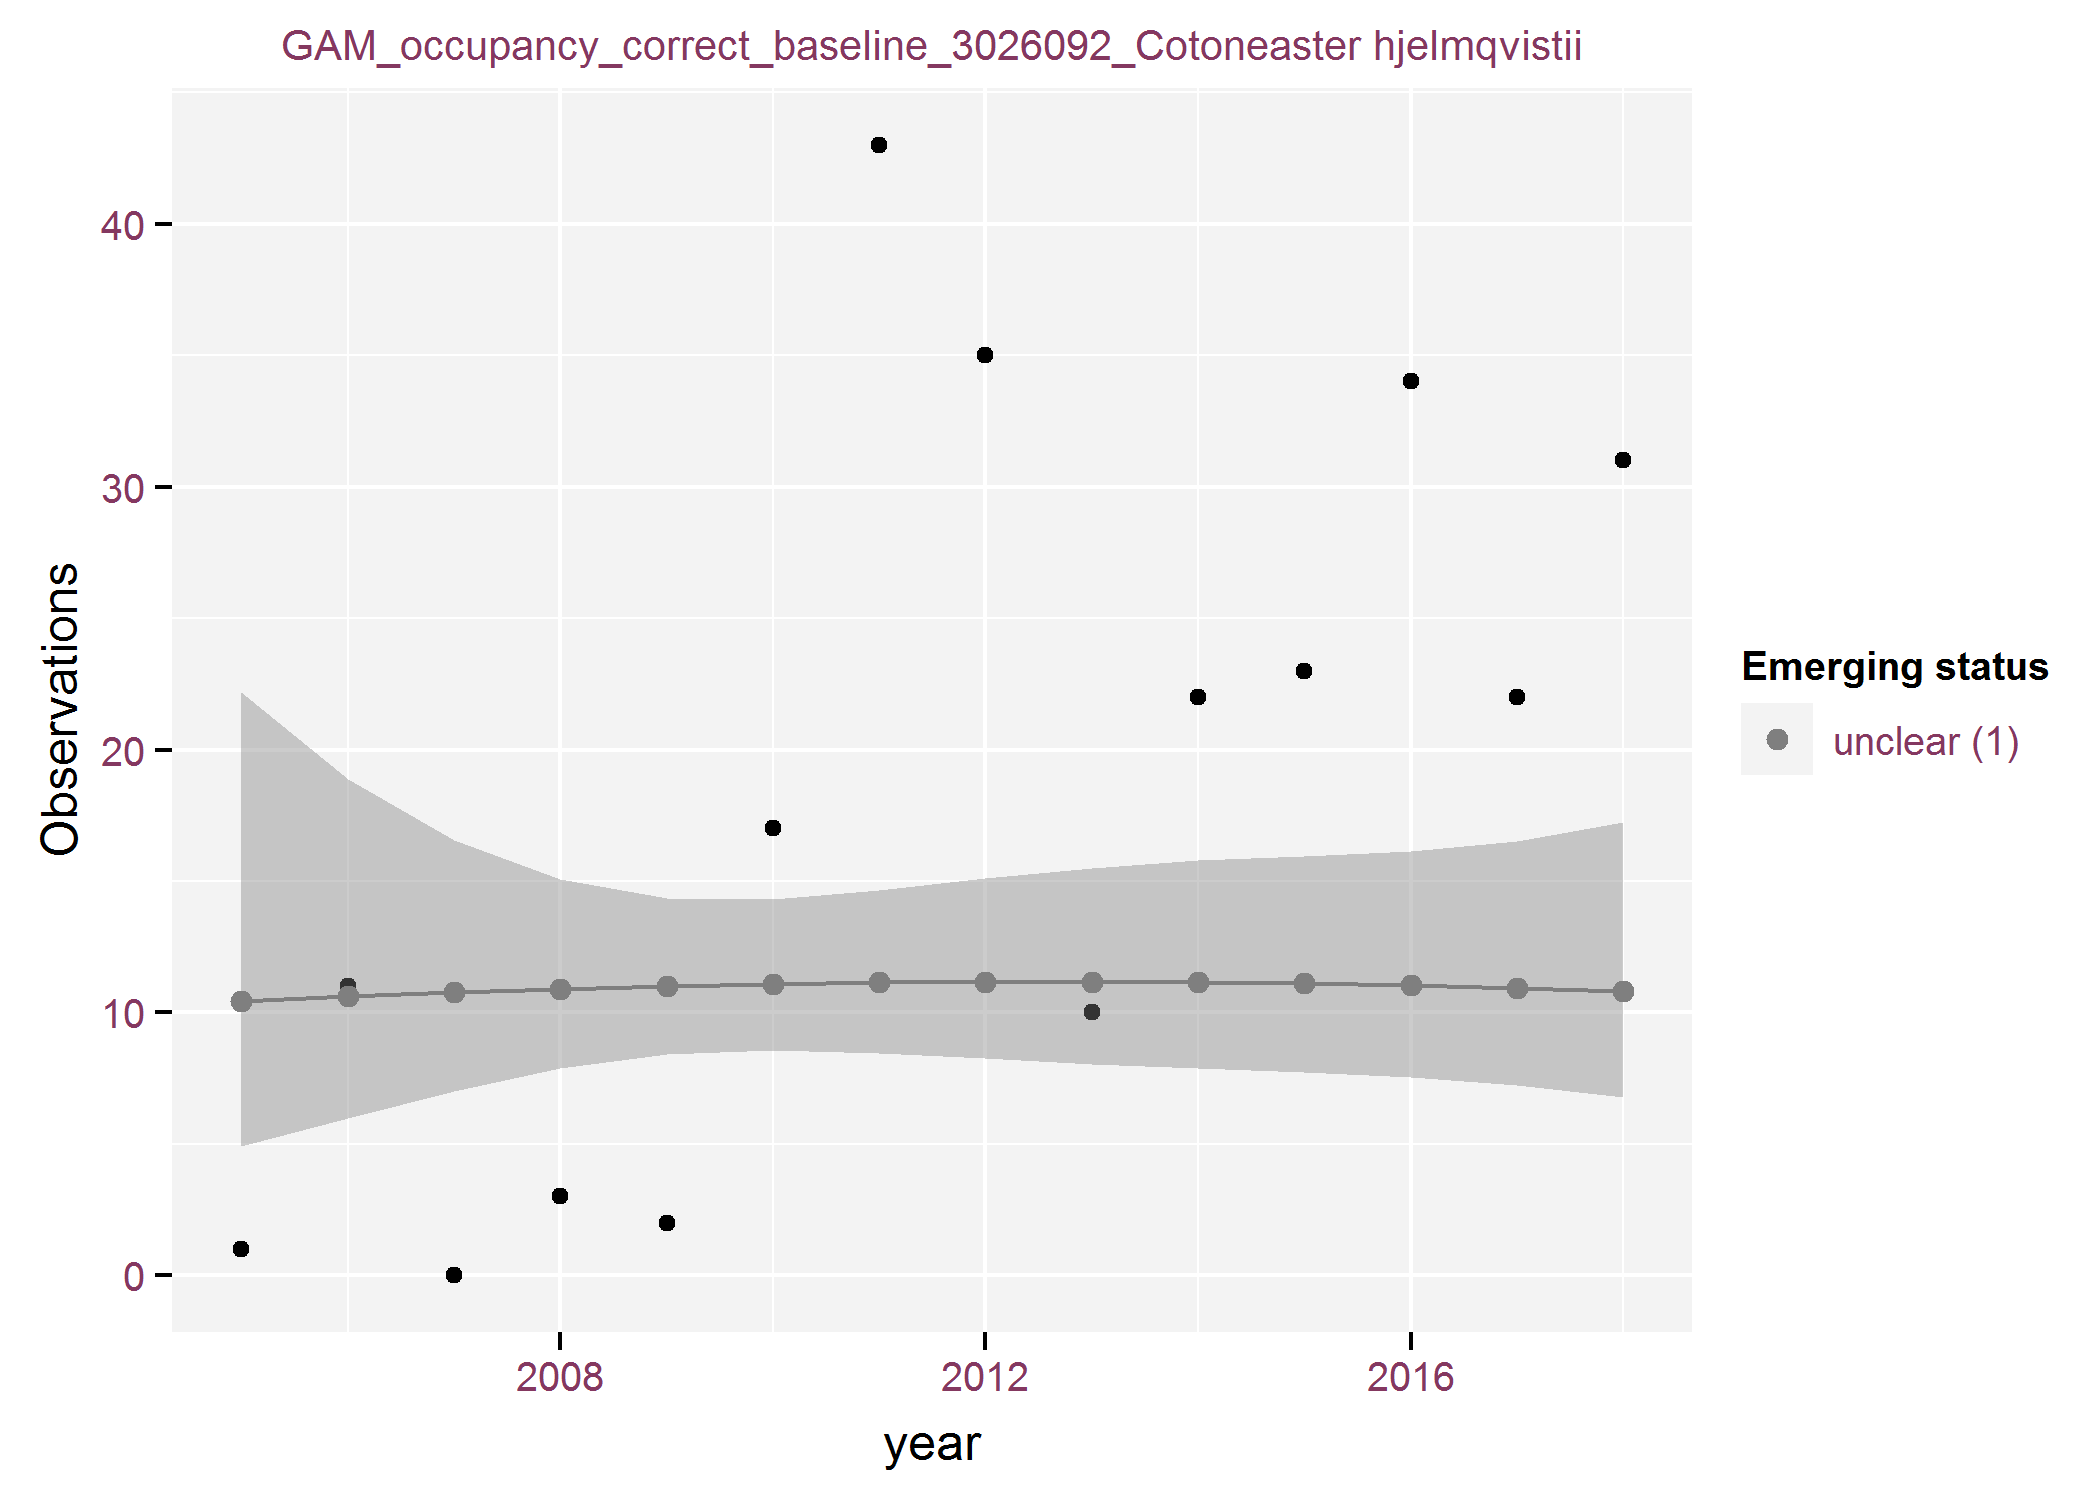 GAM_occupancy_correct_baseline_3026092_Cotoneaster hjelmqvistii
Observations
40
30
20
10
0
2008 2012 2016
year
Emerging status
unclear (1)